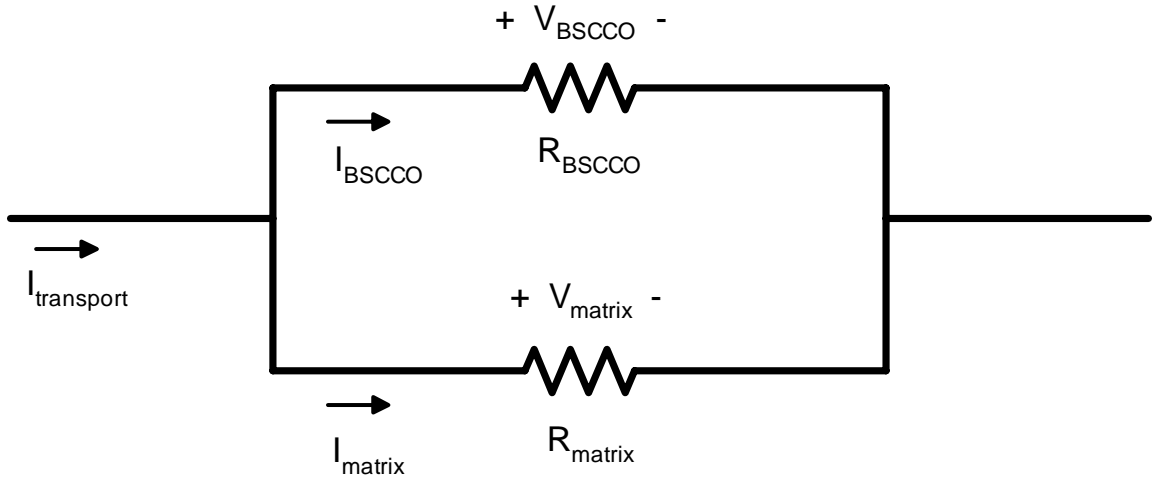 + V_BSCCO -
I_BSCCO
R_BSCCO
I_transport
+ V_matrix -
I_matrix
R_matrix